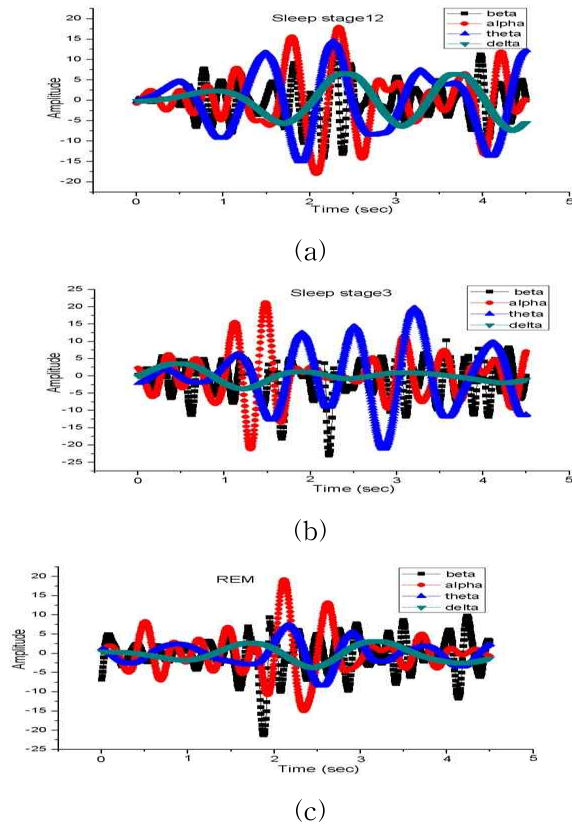 Sleep stage12
beta
alpha
theta
delta
Amplitude
20
15
10
5
0
-5
-10
-15
-20
0 1 2 3 4 5
Time (sec)
(a)
Sleep stage3
beta
alpha
theta
delta
Amplitude
25
20
15
10
5
0
-5
-10
-15
-20
-25
0 1 2 3 4 5
Time (sec)
(b)
REM
beta
alpha
theta
delta
Amplitude
20
15
10
5
0
-5
-10
-15
-20
-25
0 1 2 3 4 5
Time (sec)
(c)